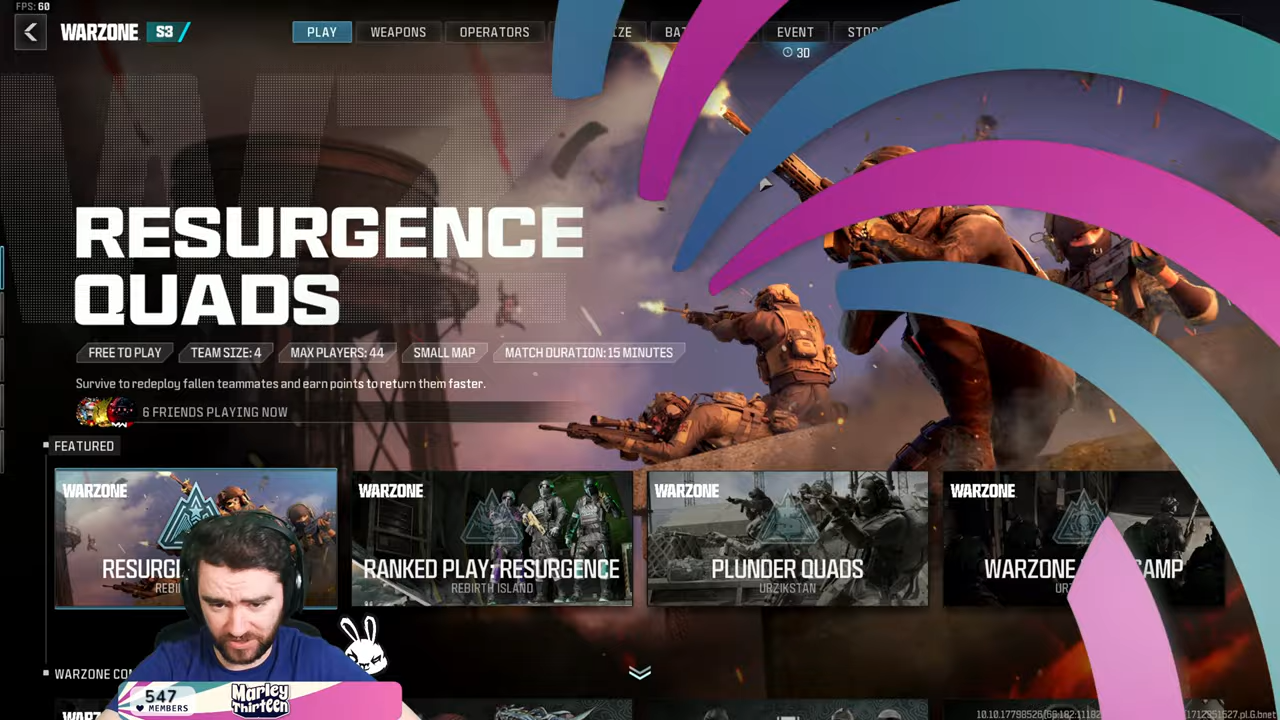 FPS: 60
WARZONE S3
PLAY
WEAPONS
OPERATORS
EVENT
3D
RESURGENCE
QUADS
FREE TO PLAY
TEAM SIZE: 4
MAX PLAYERS: 44
SMALL MAP
MATCH DURATION: 15 MINUTES
Survive to redeploy fallen teammates and earn points to return them faster.
6 FRIENDS PLAYING NOW
FEATURED
WARZONE
WARZONE
RANKED PLAY: RESURGENCE
REBIRTH ISLAND
WARZONE
PLUNDER QUADS
URZIKSTAN
WARZONE
WARZONE
WARZONE
547
MEMBERS
Marley
Thirteen